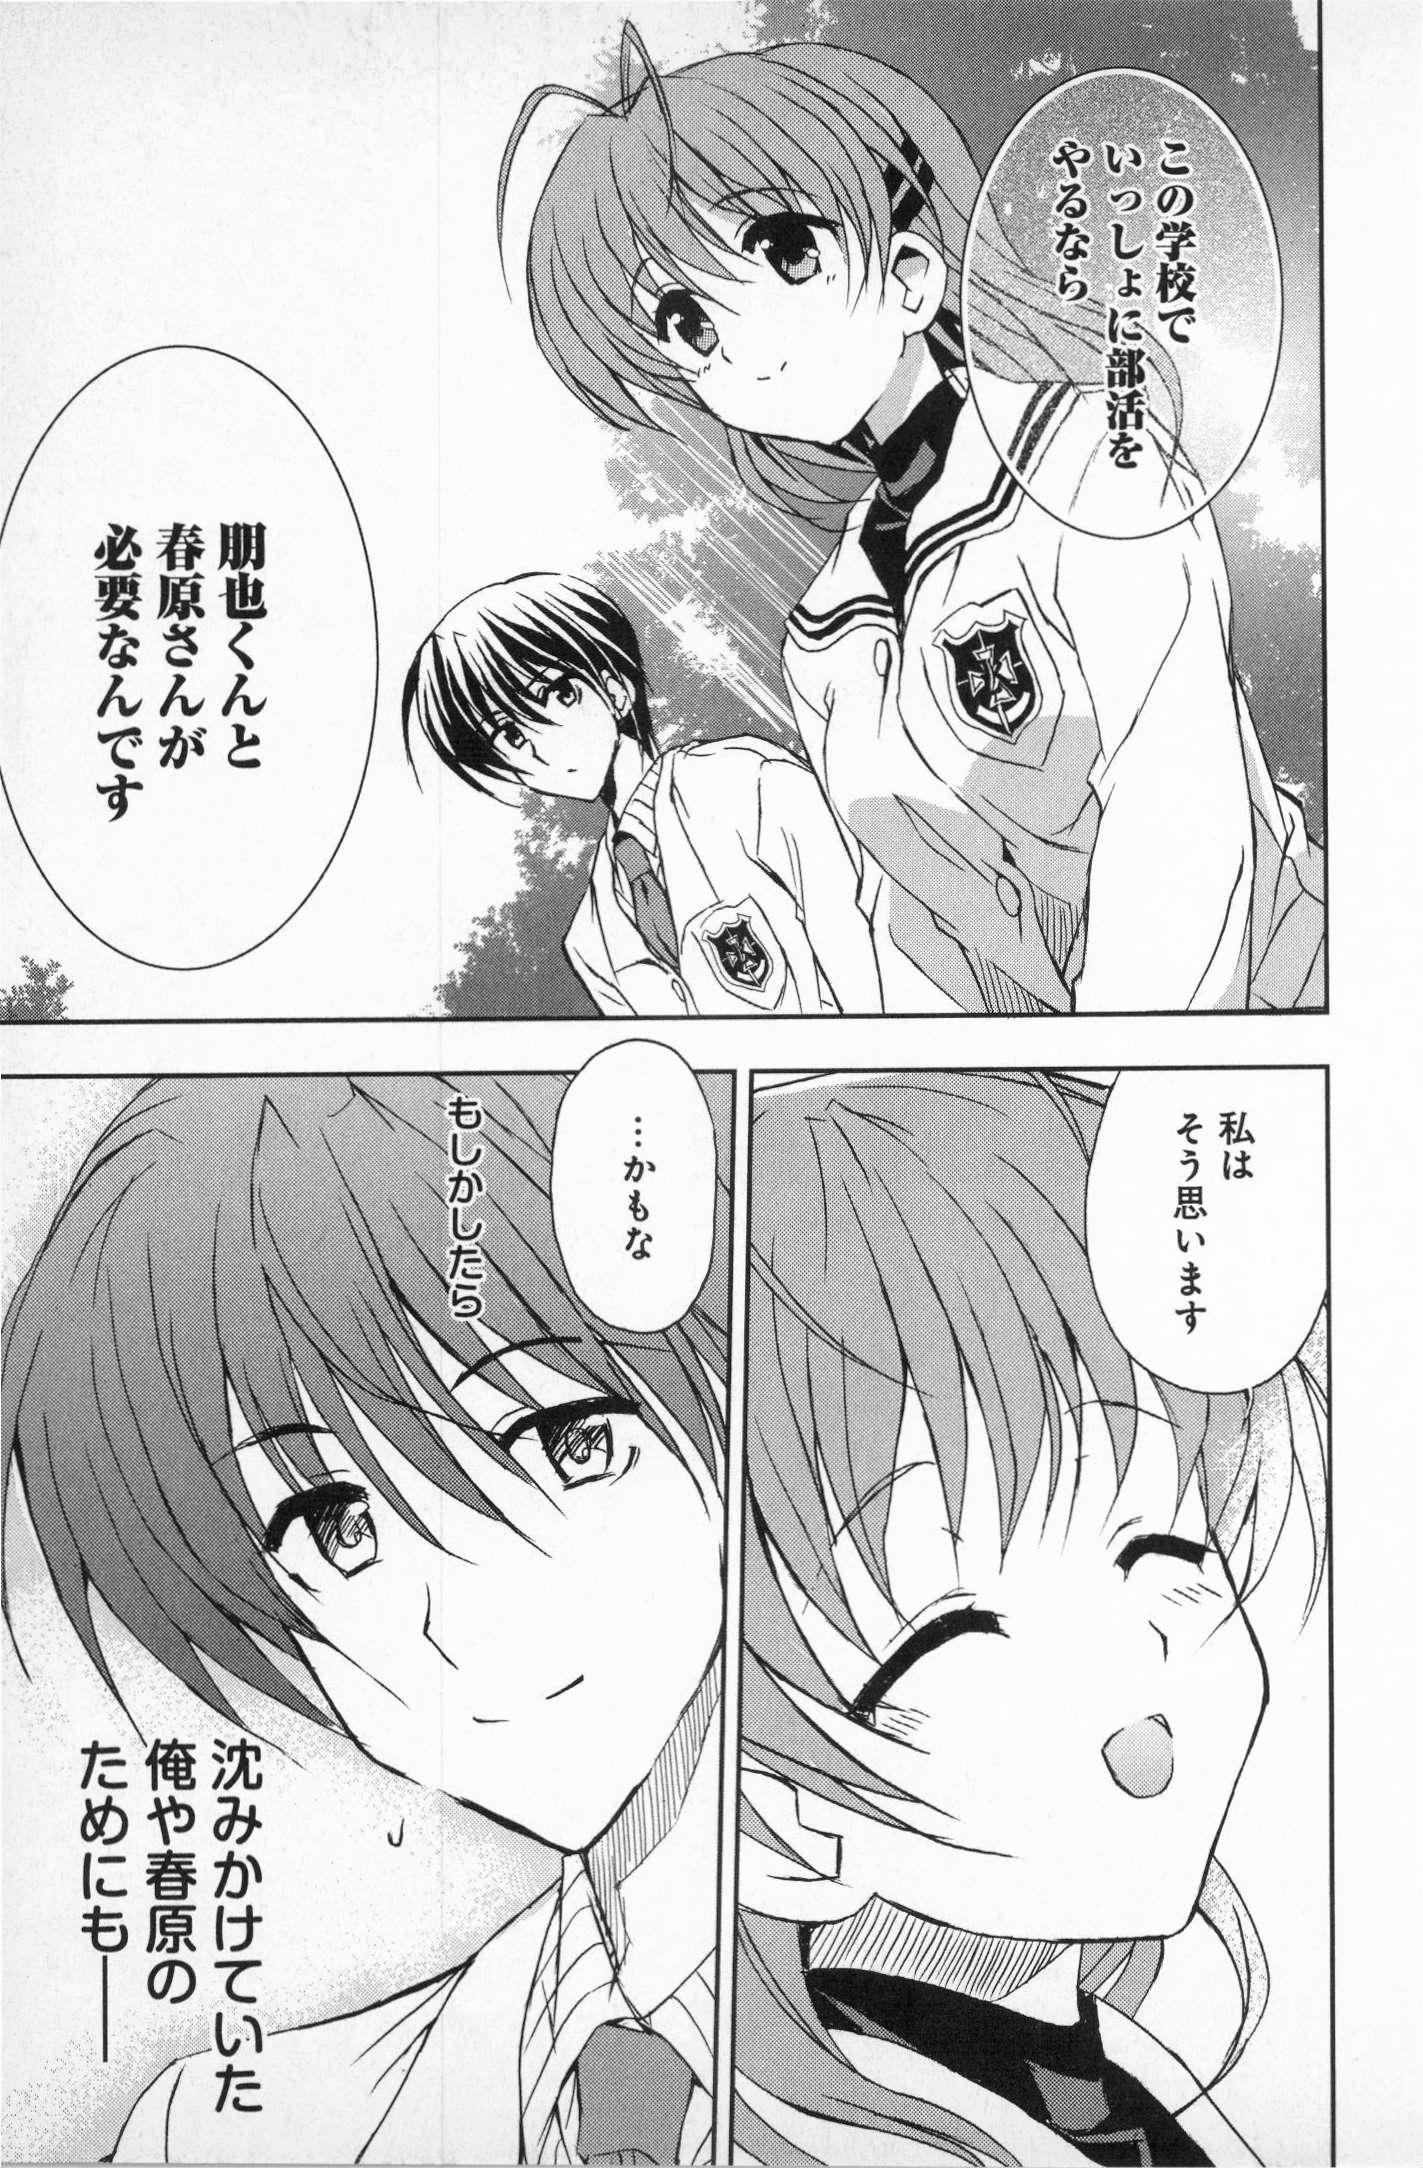 この学校で
いっしょに部活を
やるなら
朋也くんと
春原さんが
必要なんです
私は
そう思います
…かもな
もしかしたら
沈みかけていた
俺や春原の
ためにも――